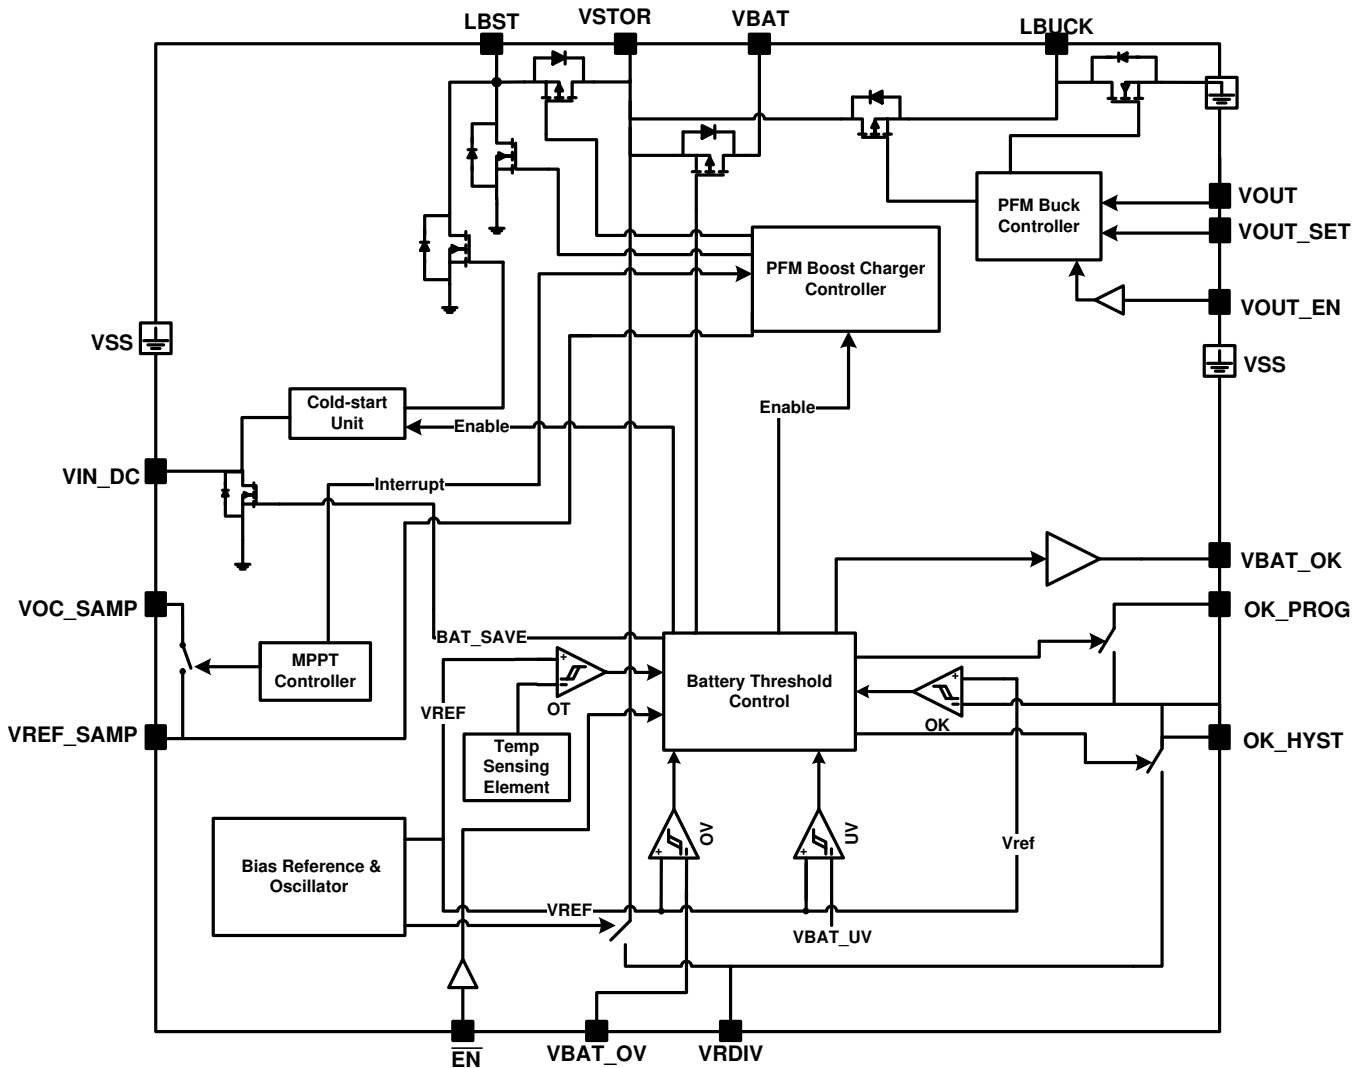 LBST
VSTOR
VBAT
LBUCK
PFM Buck
Controller
VOUT
VOUT_SET
VOUT_EN
VSS
PFM Boost Charger
Controller
VSS
Cold-start
Unit
Enable
Enable
VIN_DC
Interrupt
VBAT_OK
VOC_SAMP
OK_PROG
MPPT
Controller
BAT_SAVE
+
OT
VREF
Battery Threshold
Control
+
OK
VREF_SAMP
OK_HYST
Temp
Sensing
Element
+
OV
+
UV
Vref
Bias Reference &
Oscillator
VREF
VBAT_UV
EN
VBAT_OV
VRDIV